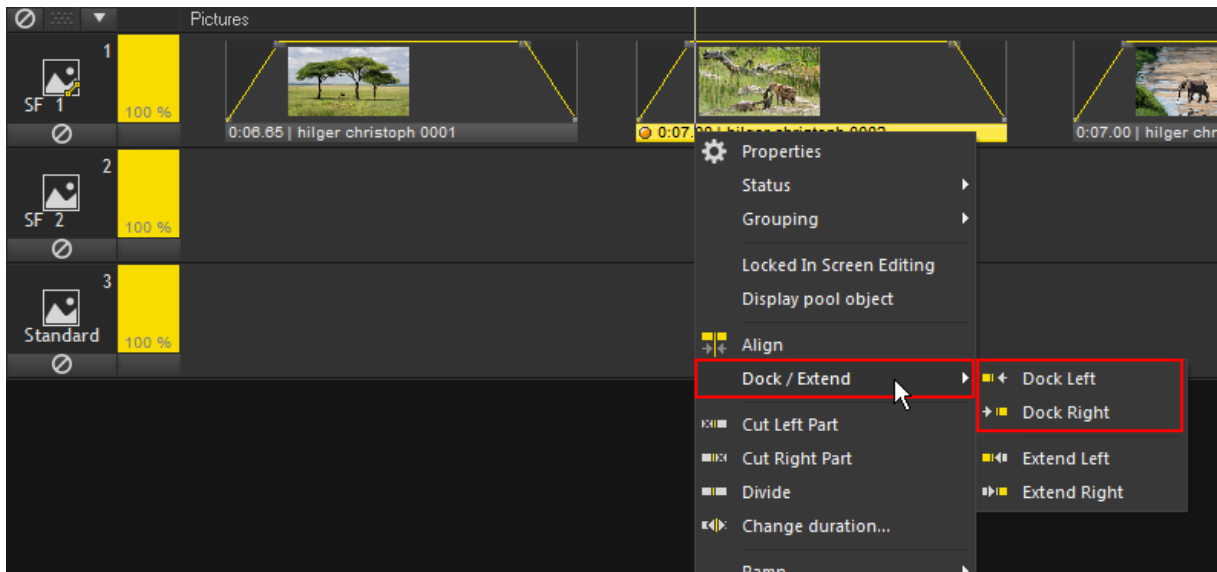 Pictures
1
SF 1
100 %
0:06.65 | hilger christoph 0001
0:07.00 | hilger christoph 0002
0:07.00 | hilger chr
2
SF 2
100 %
3
Standard
100 %
Properties
Status
Grouping
Locked In Screen Editing
Display pool object
Align
Dock / Extend
Cut Left Part
Cut Right Part
Divide
Change duration...
Ramp
Dock Left
Dock Right
Extend Left
Extend Right